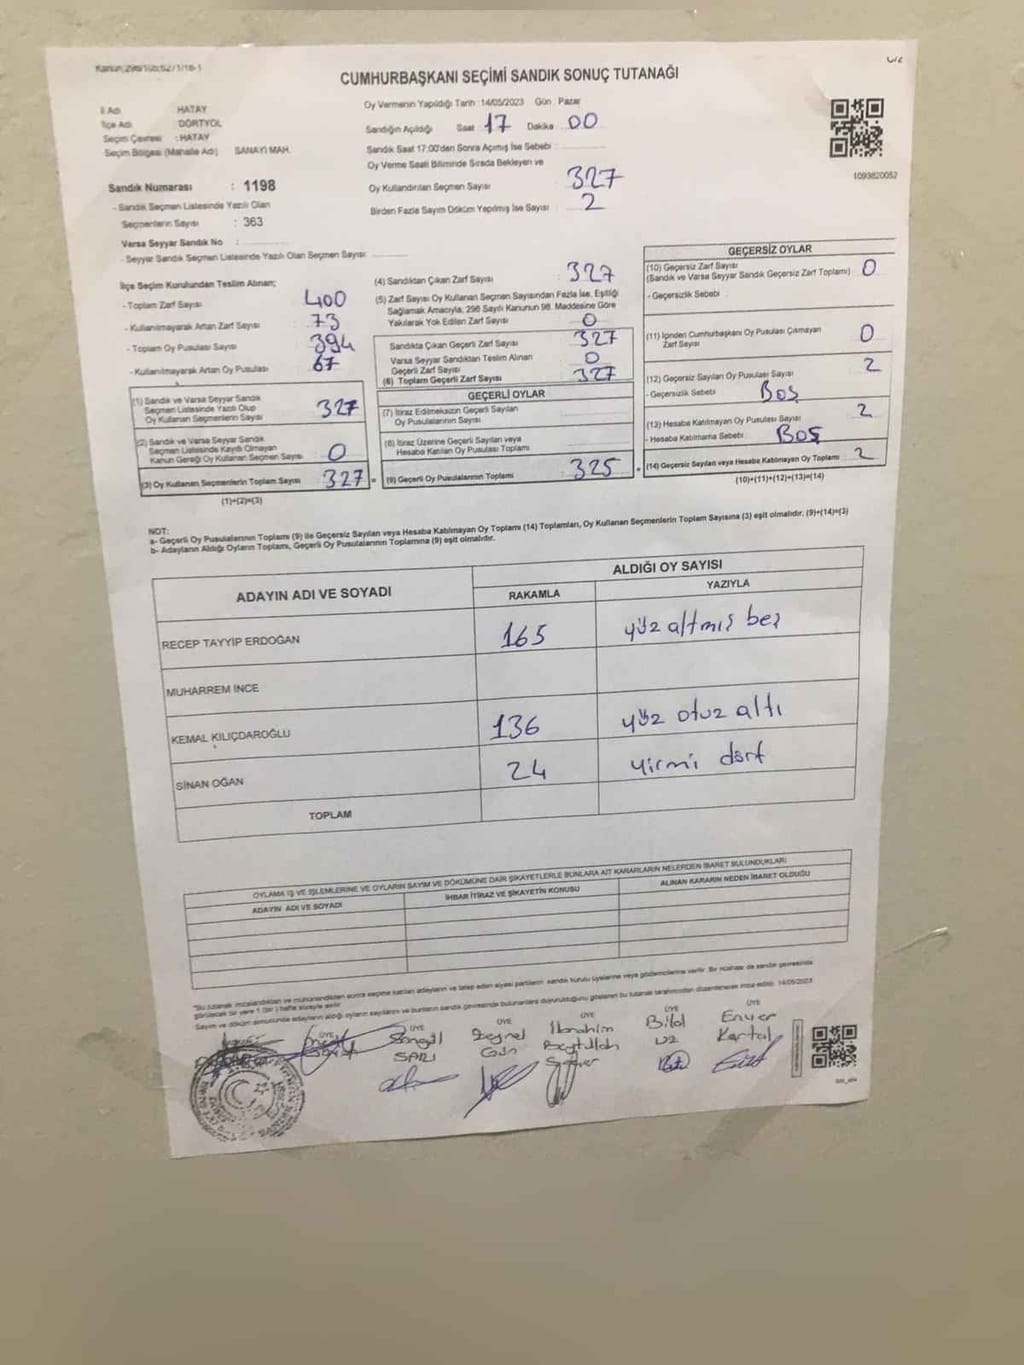 CUMHURBAŞKANI SEÇİMİ SANDIK SONUÇ TUTANAĞI
İl Adı HATAY
İlçe Adı : DÖRTYOL
Seçim Çevresi : HATAY
Seçim Bölgesi (Mahalle Adı) SANAYİ MAH.
Sandık Numarası : 1198
- Sandık Seçmen Listesinde Yazılı Olan
Seçmenlerin Sayısı : 363
Varsa Seyyar Sandık No :
- Seyyar Sandık Seçmen Listesinde Yazılı Olan Seçmen Sayısı
Oy Vermenin Yapıldığı Tarih : 14/05/2023 Gün : Pazar
Sandığın Açıldığı Saat 17 Dakika 00
Sandık Saat 17:00'den Sonra Açımış İse Sebebi :
Oy Verme Saati Bitiminde Sırada Bekleyen ve
Oy Kullandırılan Seçmen Sayısı 327
Birden Fazla Sayım Döküm Yapılmış İse Sayısı 2
1093820052
İlçe Seçim Kurulundan Teslim Alınan;
- Toplam Zarf Sayısı 400
- Kullanılmayarak Artan Zarf Sayısı 73
- Toplam Oy Pusulası Sayısı 394
- Kullanılmayarak Artan Oy Pusulası 67
(1) Sandık ve Varsa Seyyar Sandık
Seçmen Listesinde Yazılı Olup
Oy Kullanan Seçmenlerin Sayısı 327
(2) Sandık ve Varsa Seyyar Sandık
Seçmen Listesinde Kaydı Olmayan
Kanun Gereği Oy Kullanan Seçmen Sayısı 0
(3) Oy Kullanan Seçmenlerin Toplam Sayısı 327
(1)+(2)=(3)
(4) Sandıktan Çıkan Zarf Sayısı : 327
(5) Zarf Sayısı Oy Kullanan Seçmen Sayısından Fazla İse, Eşitliği
Sağlamak Amacıyla; 298 Sayılı Kanunun 98. Maddesine Göre
Yakılarak Yok Edilen Zarf Sayısı 0
Sandıkta Çıkan Geçerli Zarf Sayısı 327
Varsa Seyyar Sandıktan Teslim Alınan
Geçerli Zarf Sayısı 0
(6) Toplam Geçerli Zarf Sayısı 327
GEÇERLİ OYLAR
(7) İtiraz Edilmeksizin Geçerli Sayılan
Oy Pusulalarının Sayısı
(8) İtiraz Üzerine Geçerli Sayılan veya
Hesaba Katılan Oy Pusulası Toplamı
(9) Geçerli Oy Pusulalarının Toplamı 325
GEÇERSİZ OYLAR
(10) Geçersiz Zarf Sayısı
(Sandık ve Varsa Seyyar Sandık Geçersiz Zarf Toplamı) 0
- Geçersizlik Sebebi
(11) İçinden Cumhurbaşkanı Oy Pusulası Çıkmayan
Zarf Sayısı 0
(12) Geçersiz Sayılan Oy Pusulası Sayısı 2
- Geçersizlik Sebebi Boş
(13) Hesaba Katılmayan Oy Pusulası Sayısı 2
- Hesaba Katılmama Sebebi Boş
(14) Geçersiz Sayılan veya Hesaba Katılmayan Oy Toplamı 2
(10)+(11)+(12)+(13)=(14)
NOT:
a- Geçerli Oy Pusulalarının Toplamı (9) ile Geçersiz Sayılan veya Hesaba Katılmayan Oy Toplamı (14) Toplamları, Oy Kullanan Seçmenlerin Toplam Sayısına (3) eşit olmalıdır. (9)+(14)=(3)
b- Adayların Aldığı Oyların Toplamı, Geçerli Oy Pusulalarının Toplamına (9) eşit olmalıdır.
ADAYIN ADI VE SOYADI ALDIĞI OY SAYISI
RAKAMLA YAZIYLA
RECEP TAYYİP ERDOĞAN 165 yüz altmış beş
MUHARREM İNCE
KEMAL KILIÇDAROĞLU 136 yüz otuz altı
SİNAN OĞAN 24 yirmi dört
TOPLAM
OYLAMA İŞ VE İŞLEMLERİNE VE OYLARIN SAYIM VE DÖKÜMÜNE DAİR ŞİKAYETLERLE BUNLARA AİT KARARLARIN NELERDEN İBARET BULUNDUKLARI
ADAYIN ADI VE SOYADI İHBAR İTİRAZ VE ŞİKAYETİN KONUSU ALINAN KARARIN NEDEN İBARET OLDUĞU
ÜYE ÜYE ÜYE ÜYE ÜYE ÜYE
Songül SARI
Zeynel
İbrahim Beytullah
Bilal Uz
Enver Kartal